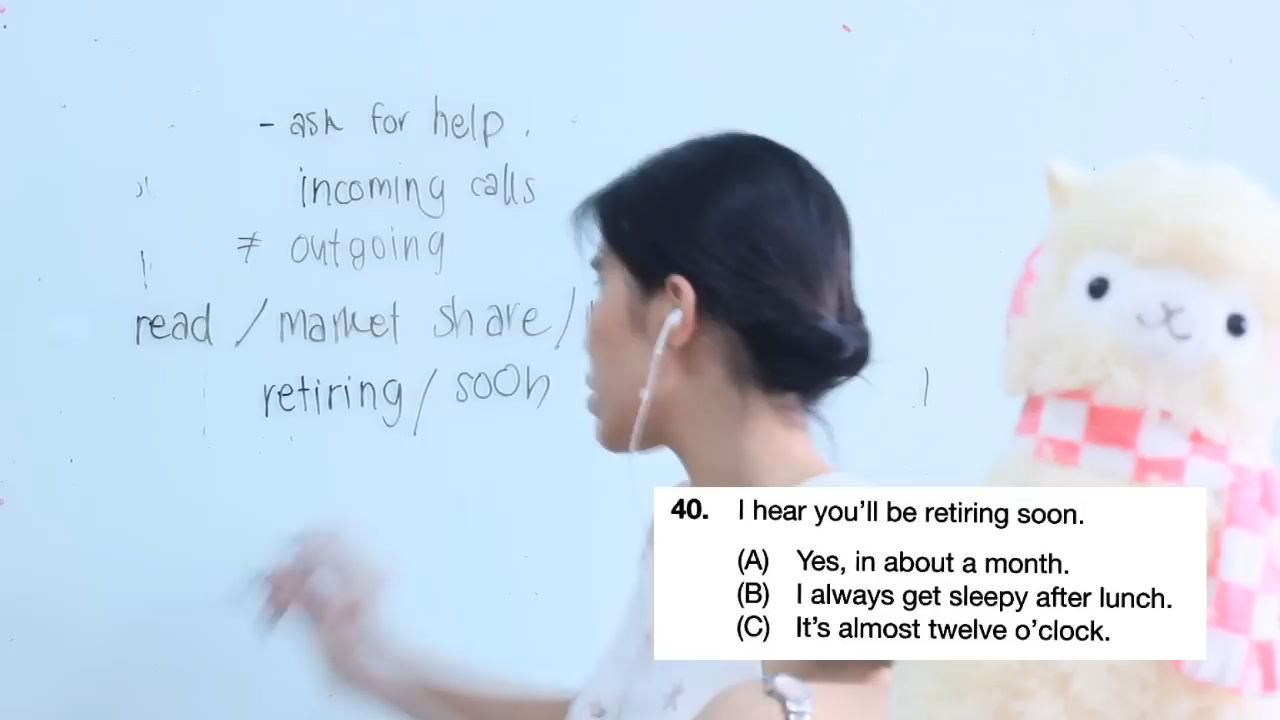 - ask for help.
incoming calls
≠ outgoing
read / market share /
retiring / soon
40. I hear you'll be retiring soon.
(A) Yes, in about a month.
(B) I always get sleepy after lunch.
(C) It's almost twelve o'clock.